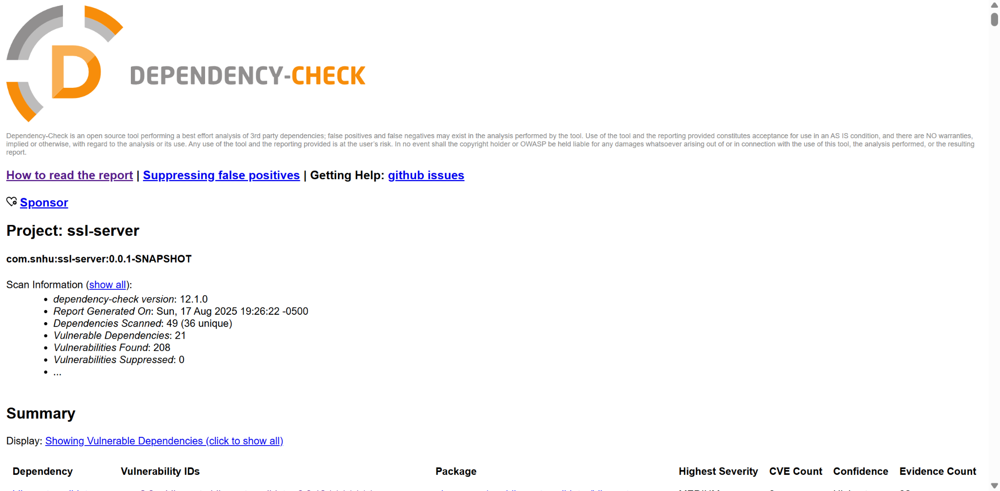 DEPENDENCY-CHECK
Dependency-Check is an open source tool performing a best effort analysis of 3rd party dependencies; false positives and false negatives may exist in the analysis performed by the tool. Use of the tool and the reporting provided constitutes acceptance for use in an AS IS condition, and there are NO warranties,
implied or otherwise, with regard to the analysis or its use. Any use of the tool and the reporting provided is at the user's risk. In no event shall the copyright holder or OWASP be held liable for any damages whatsoever arising out of or in connection with the use of this tool, the analysis performed, or the resulting
report.
How to read the report | Suppressing false positives | Getting Help: github issues
Sponsor
Project: ssl-server
com.snhu:ssl-server:0.0.1-SNAPSHOT
Scan Information (show all):
• dependency-check version: 12.1.0
• Report Generated On: Sun, 17 Aug 2025 19:26:22 -0500
• Dependencies Scanned: 49 (36 unique)
• Vulnerable Dependencies: 21
• Vulnerabilities Found: 208
• Vulnerabilities Suppressed: 0
• ...
Summary
Display: Showing Vulnerable Dependencies (click to show all)
Dependency Vulnerability IDs Package Highest Severity CVE Count Confidence Evidence Count